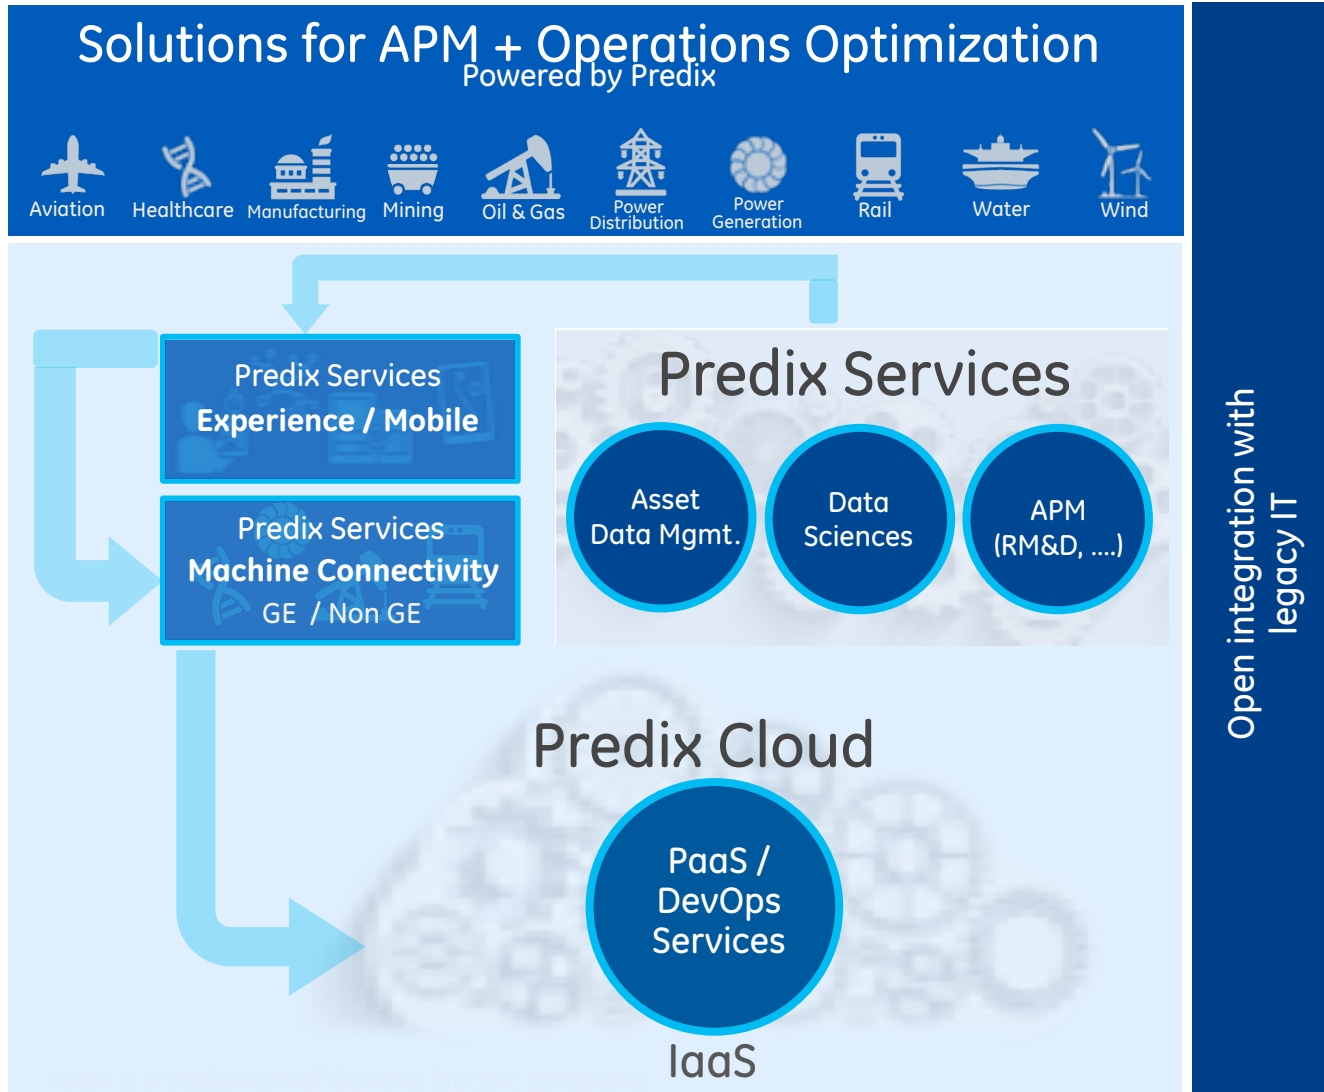 Solutions for APM + Operations Optimization
Powered by Predix
Aviation
Healthcare
Manufacturing
Mining
Oil & Gas
Power
Distribution
Power
Generation
Rail
Water
Wind
Predix Services
Experience / Mobile
Predix Services
Machine Connectivity
GE / Non GE
Predix Services
Asset
Data Mgmt.
Data
Sciences
APM
(RM&D, ....)
Predix Cloud
PaaS /
DevOps
Services
IaaS
Open integration with
legacy IT